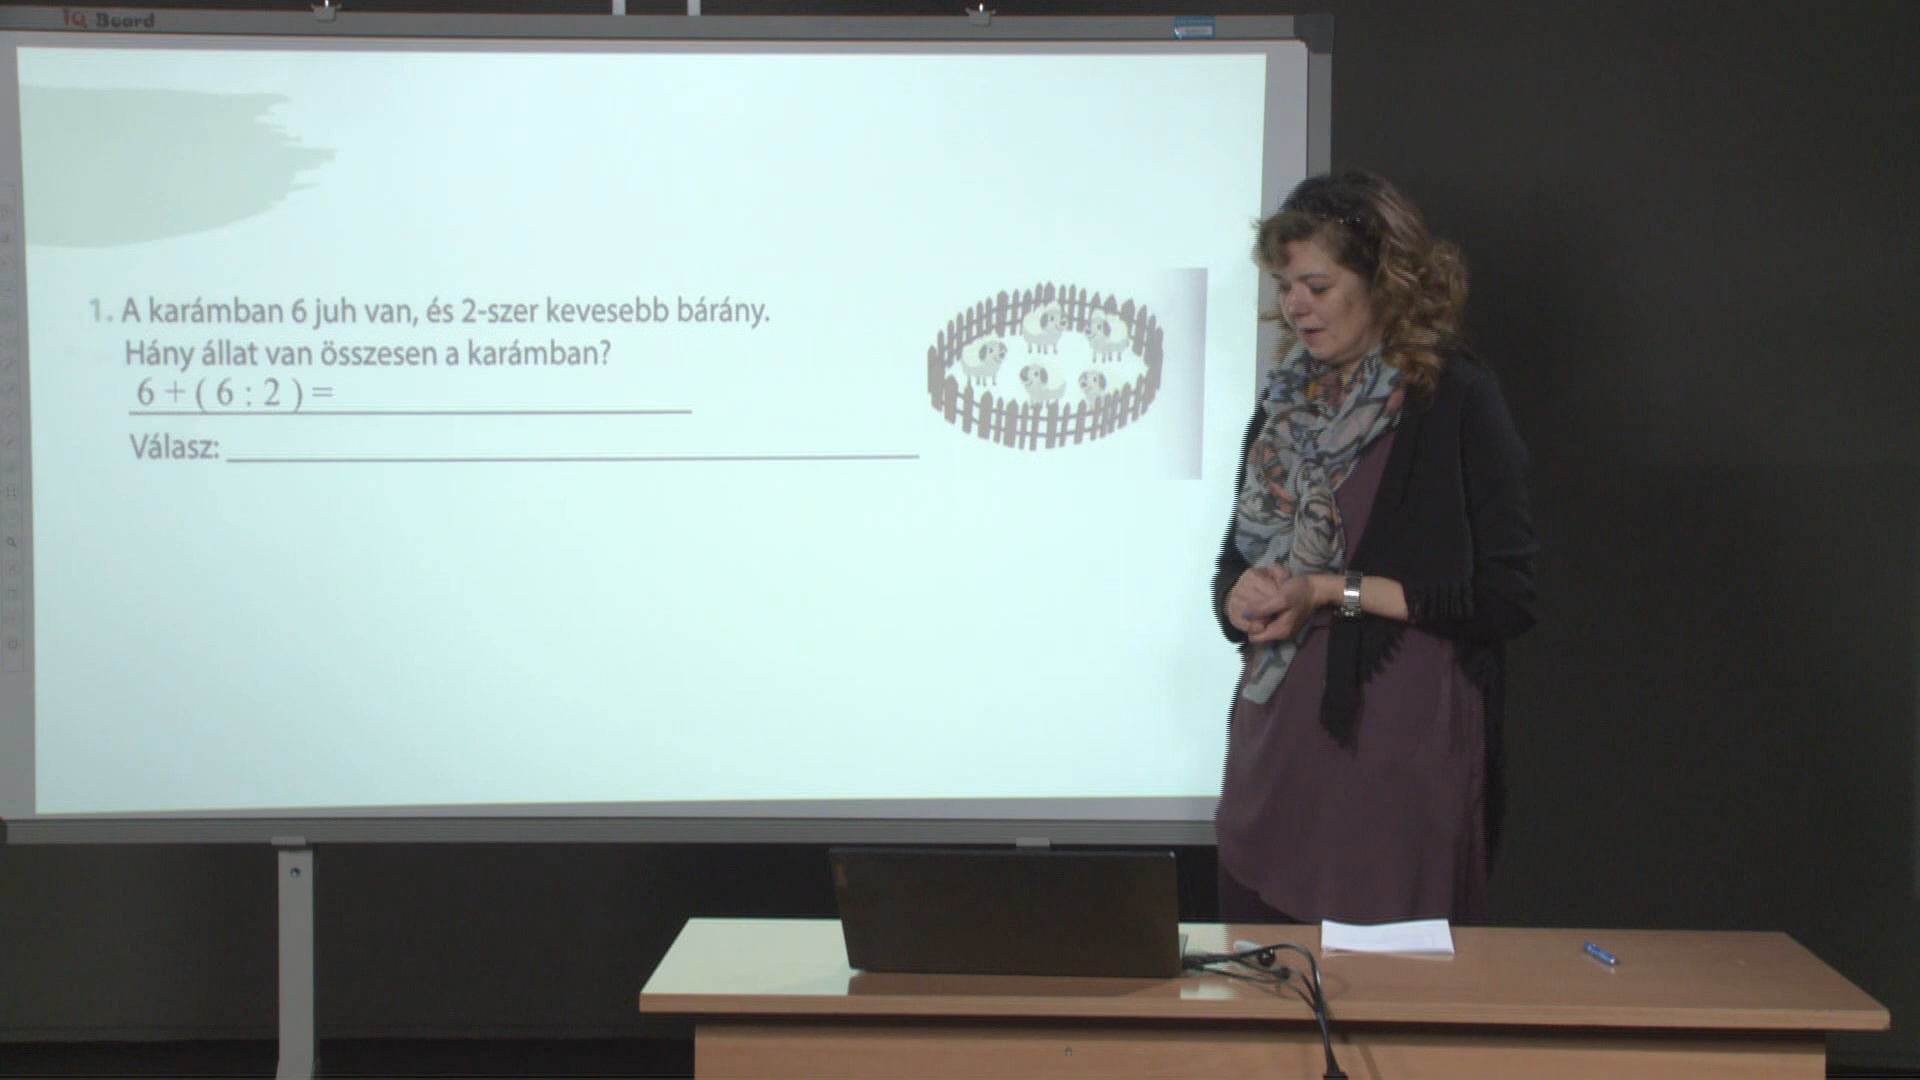 iQ Board
1. A karámban 6 juh van, és 2-szer kevesebb bárány.
Hány állat van összesen a karámban?
6 + ( 6 : 2 ) =
Válasz: